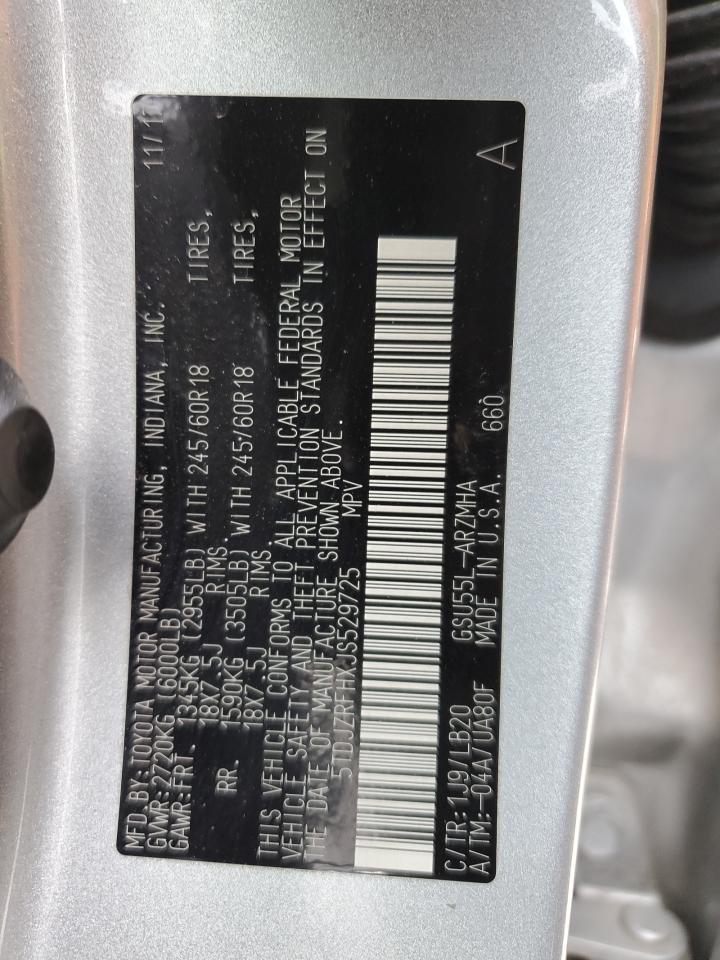 MFD. BY:TOYOTA MOTOR MANUFACTURING, INDIANA, INC.
GVWR:2720KG (6000LB)
GAWR:FRT. 1345KG (2955LB) WITH 245/60R18 TIRES,
18X7.5J RIMS
RR. 1590KG (3505LB) WITH 245/60R18 TIRES,
18X7.5J RIMS
THIS VEHICLE CONFORMS TO ALL APPLICABLE FEDERAL MOTOR
VEHICLE SAFETY AND THEFT PREVENTION STANDARDS IN EFFECT ON
THE DATE OF MANUFACTURE SHOWN ABOVE.
5TDJZRFHXJS529725 MPV
C/TR:1J9/LB20 GSU55L-ARZMHA
A/TM:-04A/UA80F MADE IN U.S.A. 660 A